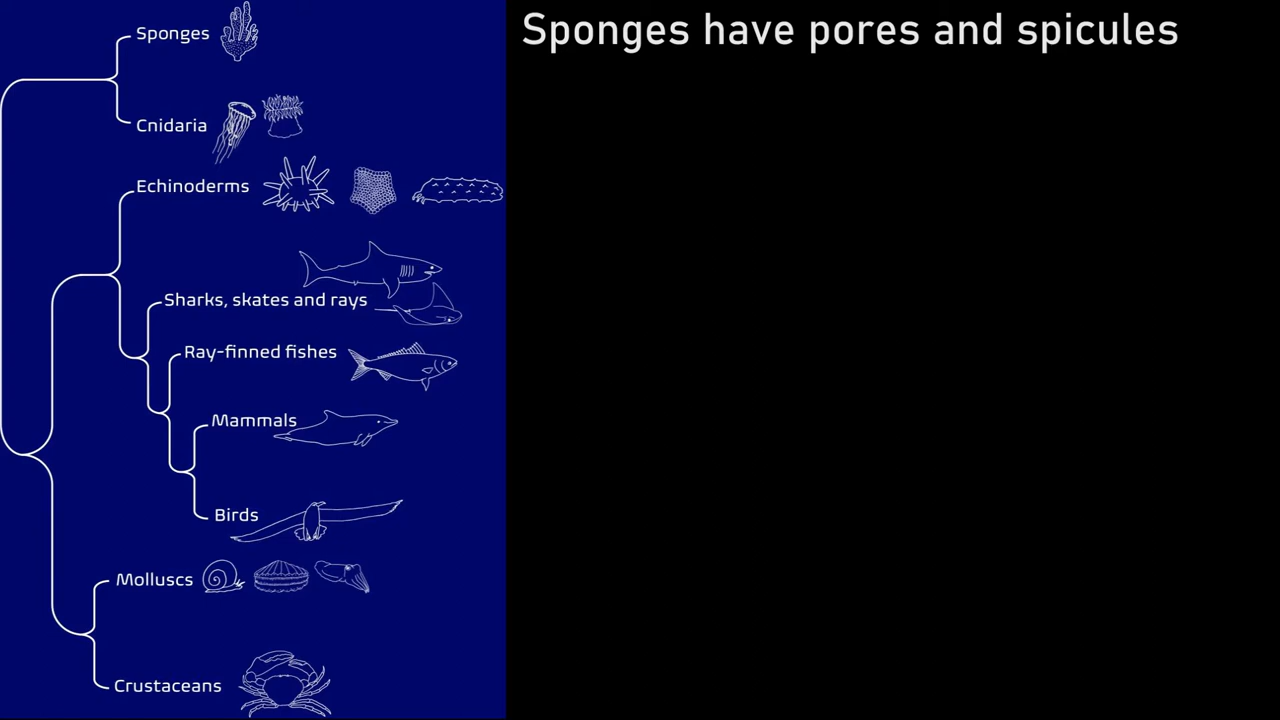 Sponges have pores and spicules
Sponges
Cnidaria
Echinoderms
Sharks, skates and rays
Ray-finned fishes
Mammals
Birds
Molluscs
Crustaceans